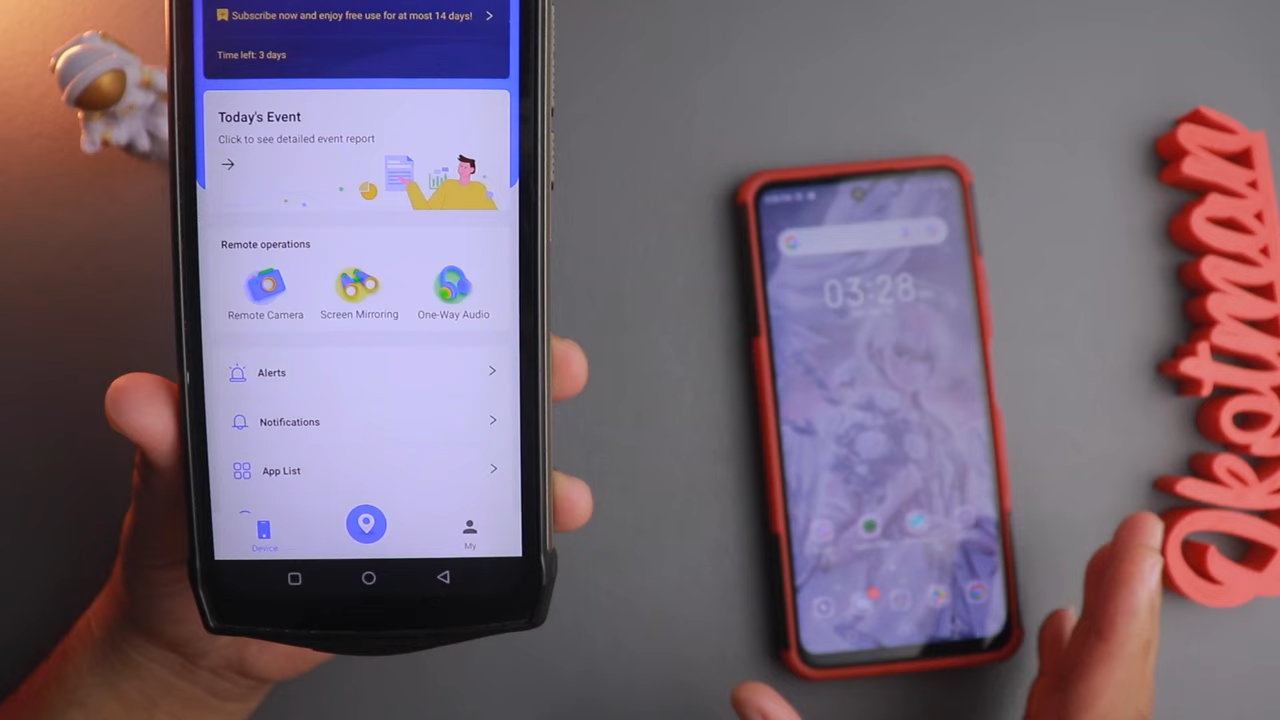 Subscribe now and enjoy free use for at most 14 days!
Time left: 3 days
Today's Event
Click to see detailed event report
Remote operations
Remote Camera
Screen Mirroring
One-Way Audio
Alerts
Notifications
App List
Device
My
03:28
Okotman